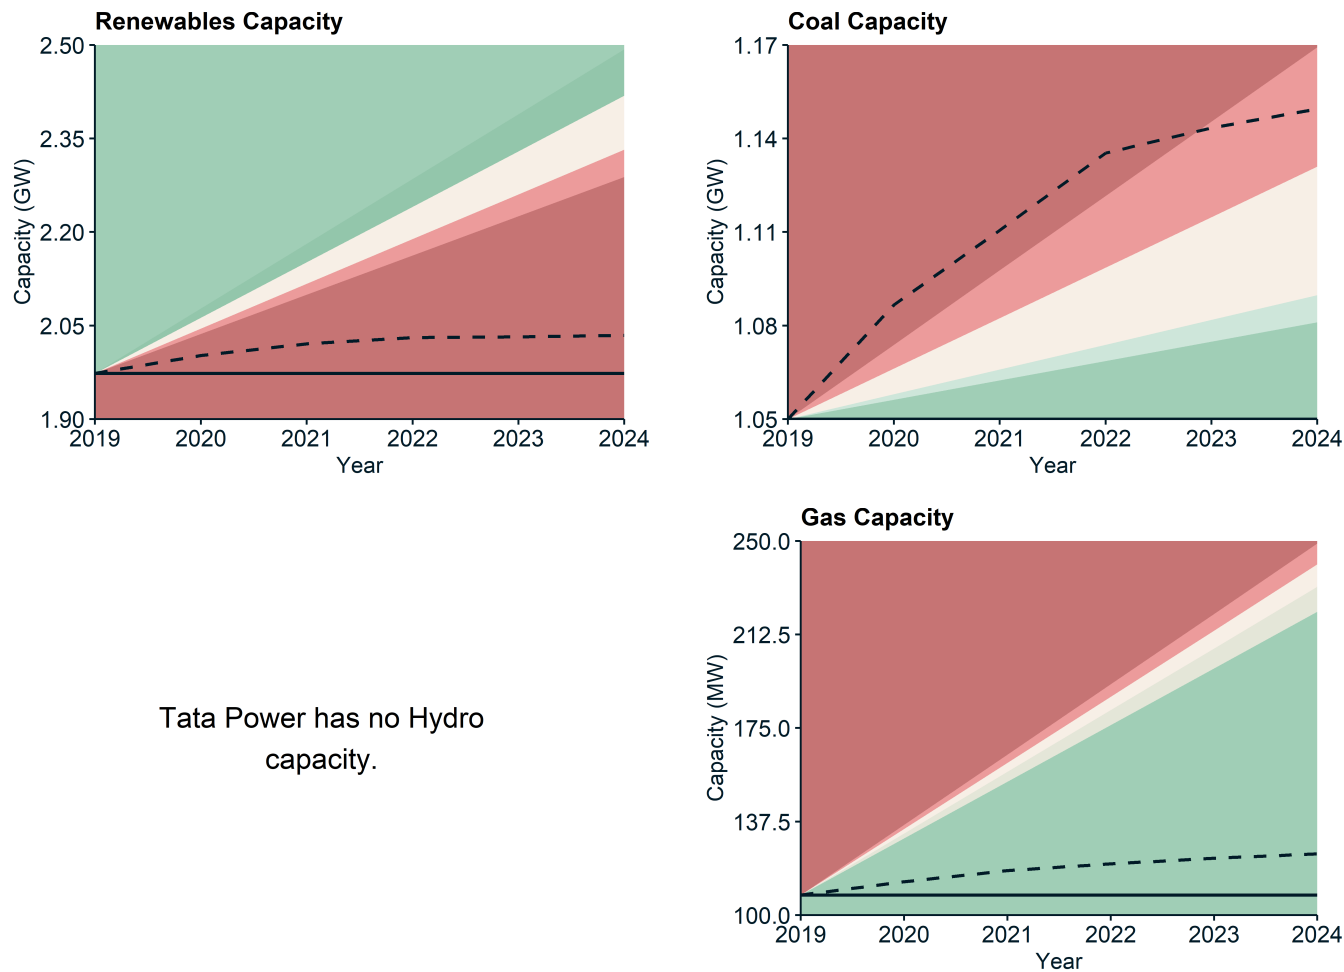 Renewables Capacity
2.50
2.35
2.20
2.05
1.90
Capacity (GW)
2019 2020 2021 2022 2023 2024
Year
Coal Capacity
1.17
1.14
1.11
1.08
1.05
Capacity (GW)
2019 2020 2021 2022 2023 2024
Year
Tata Power has no Hydro
capacity.
Gas Capacity
250.0
212.5
175.0
137.5
100.0
Capacity (MW)
2019 2020 2021 2022 2023 2024
Year